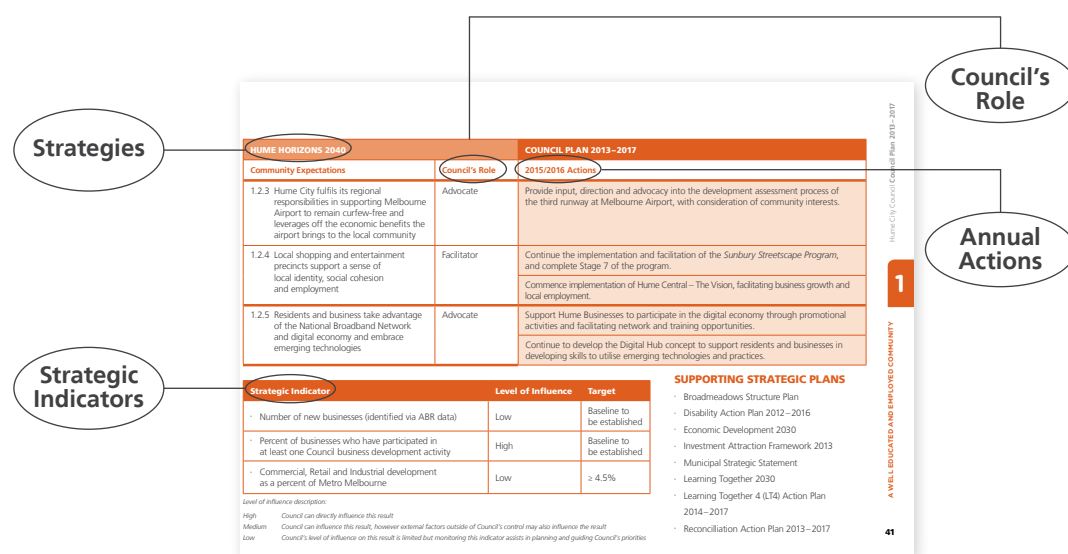 Council's
Role
Strategies
Annual
Actions
Strategic
Indicators
HUME HORIZONS 2040
COUNCIL PLAN 2013–2017
Community Expectations
Council's Role
2015/2016 Actions
1.2.3 Hume City fulfils its regional
responsibilities in supporting Melbourne
Airport to remain curfew-free and
leverages off the economic benefits the
airport brings to the local community
Advocate
Provide input, direction and advocacy into the development assessment process of
the third runway at Melbourne Airport, with consideration of community interests.
1.2.4 Local shopping and entertainment
precincts support a sense of
local identity, social cohesion
and employment
Facilitator
Continue the implementation and facilitation of the Sunbury Streetscape Program,
and complete Stage 7 of the program.
Commence implementation of Hume Central – The Vision, facilitating business growth and
local employment.
1.2.5 Residents and business take advantage
of the National Broadband Network
and digital economy and embrace
emerging technologies
Advocate
Support Hume Businesses to participate in the digital economy through promotional
activities and facilitating network and training opportunities.
Continue to develop the Digital Hub concept to support residents and businesses in
developing skills to utilise emerging technologies and practices.
Strategic Indicator
Level of Influence
Target
· Number of new businesses (identified via ABR data)
Low
Baseline to
be established
· Percent of businesses who have participated in
at least one Council business development activity
High
Baseline to
be established
· Commercial, Retail and Industrial development
as a percent of Metro Melbourne
Low
≥ 4.5%
Level of influence description:
High Council can directly influence this result
Medium Council can influence this result, however external factors outside of Council's control may also influence the result
Low Council's level of influence on this result is limited but monitoring this indicator assists in planning and guiding Council's priorities
SUPPORTING STRATEGIC PLANS
· Broadmeadows Structure Plan
· Disability Action Plan 2012–2016
· Economic Development 2030
· Investment Attraction Framework 2013
· Municipal Strategic Statement
· Learning Together 2030
· Learning Together 4 (LT4) Action Plan
2014–2017
· Reconcilliation Action Plan 2013–2017
Hume City Council Council Plan 2013–2017
1
A WELL EDUCATED AND EMPLOYED COMMUNITY
41